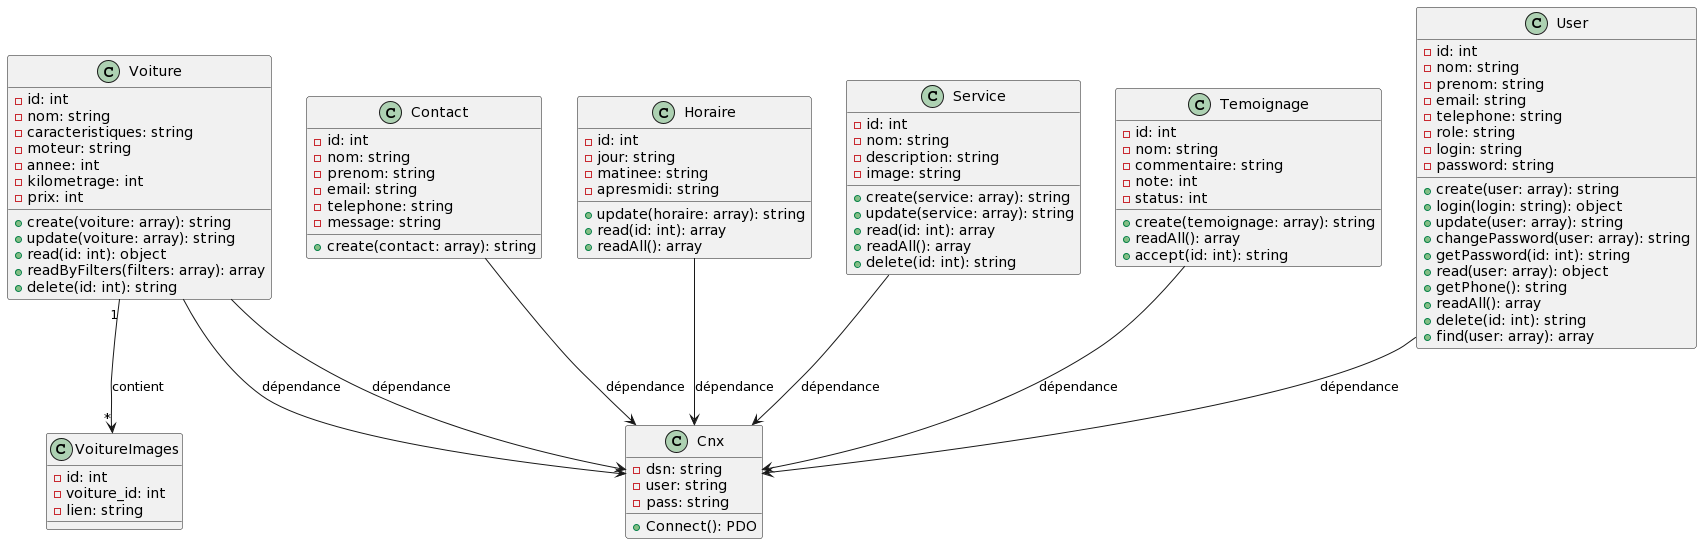 C Voiture
id: int
nom: string
caracteristiques: string
moteur: string
annee: int
kilometrage: int
prix: int
create(voiture: array): string
update(voiture: array): string
read(id: int): object
readByFilters(filters: array): array
delete(id: int): string
C Contact
id: int
nom: string
prenom: string
email: string
telephone: string
message: string
create(contact: array): string
C Horaire
id: int
jour: string
matinee: string
apresmidi: string
update(horaire: array): string
read(id: int): array
readAll(): array
C Service
id: int
nom: string
description: string
image: string
create(service: array): string
update(service: array): string
read(id: int): array
readAll(): array
delete(id: int): string
C Temoignage
id: int
nom: string
commentaire: string
note: int
status: int
create(temoignage: array): string
readAll(): array
accept(id: int): string
C User
id: int
nom: string
prenom: string
email: string
telephone: string
role: string
login: string
password: string
create(user: array): string
login(login: string): object
update(user: array): string
changePassword(user: array): string
getPassword(id: int): string
read(user: array): object
getPhone(): string
readAll(): array
delete(id: int): string
find(user: array): array
1
contient
*
dépendance
dépendance
dépendance
dépendance
dépendance
dépendance
dépendance
C VoitureImages
id: int
voiture_id: int
lien: string
C Cnx
dsn: string
user: string
pass: string
Connect(): PDO